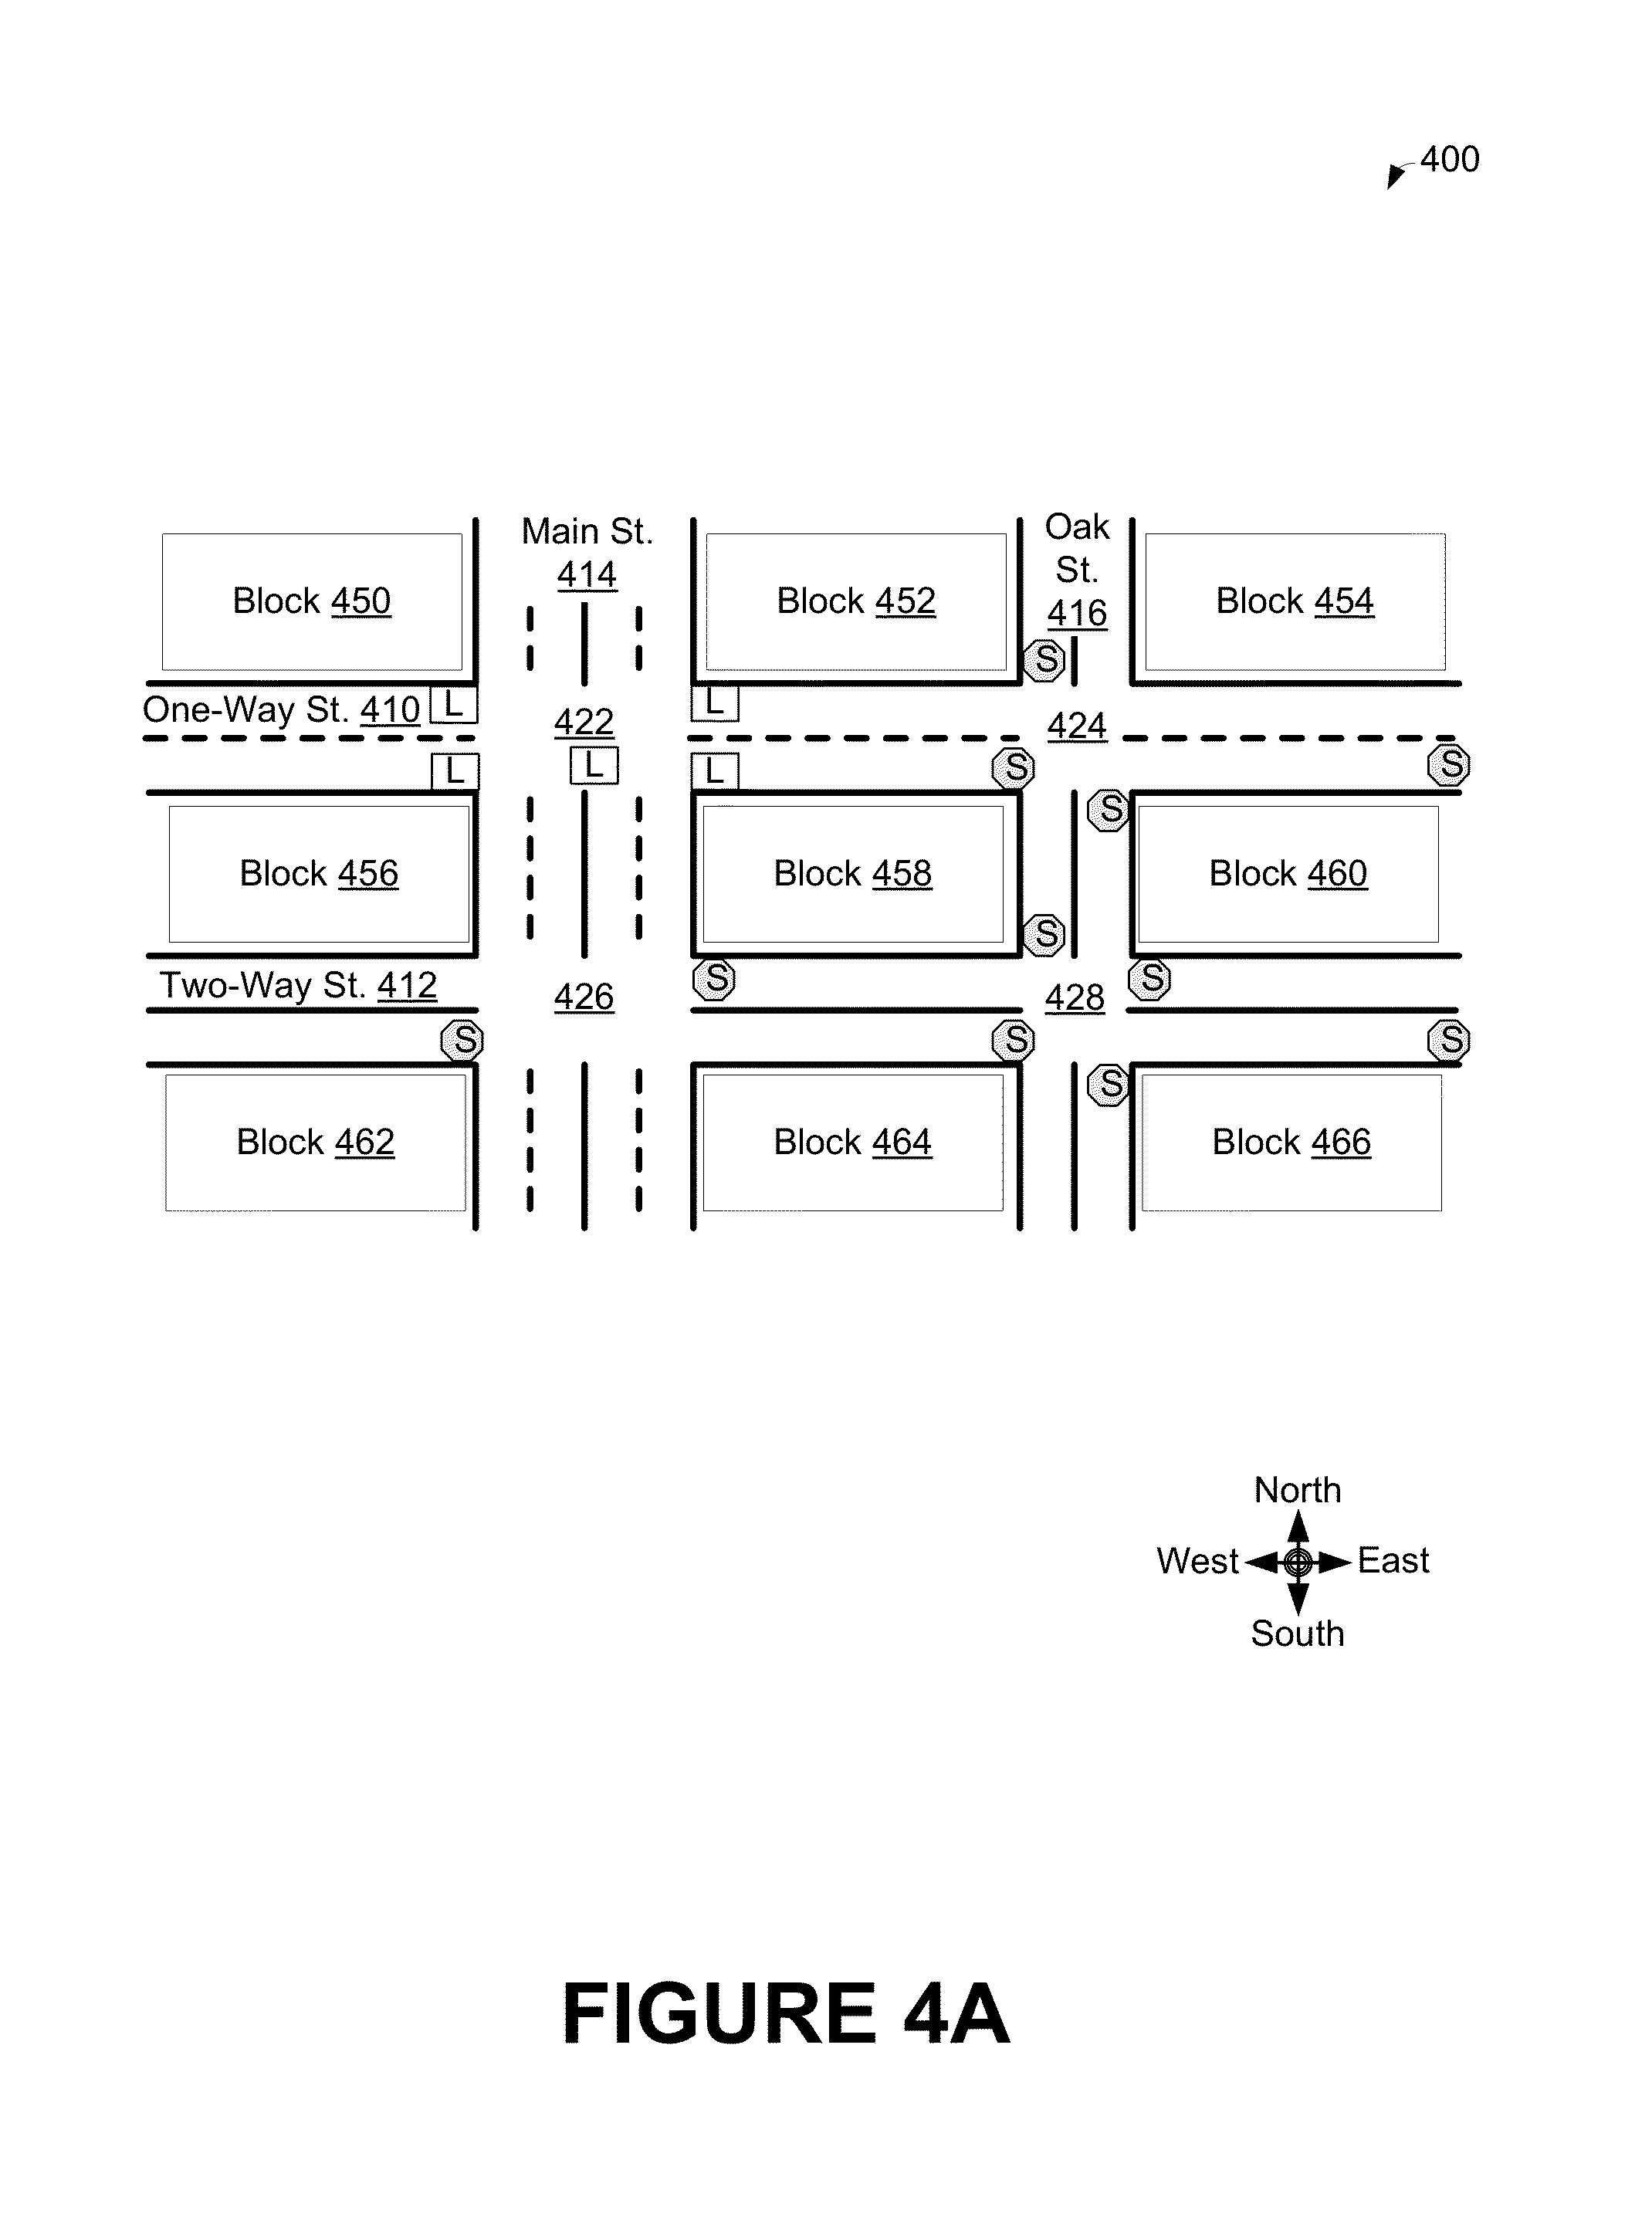 400
Main St.
414
Oak
St.
416
Block 450
Block 452
Block 454
S
One-Way St. 410
L
L
422
424
L
L
L
S
S
S
Block 456
Block 458
Block 460
S
Two-Way St. 412
S
S
426
428
S
S
S
S
Block 462
Block 464
Block 466
North
West
East
South
FIGURE 4A